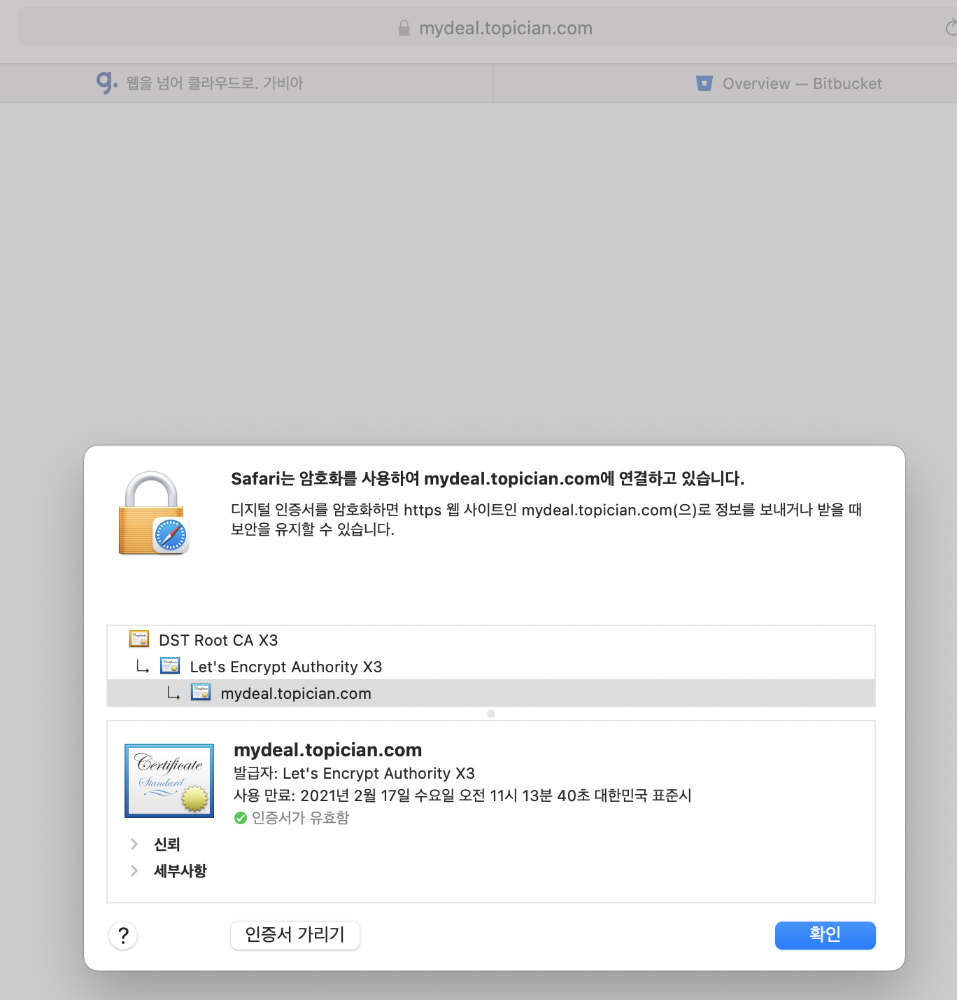 mydeal.topician.com
g. 웹을 넘어 클라우드로. 가비아
Overview — Bitbucket
Safari는 암호화를 사용하여 mydeal.topician.com에 연결하고 있습니다.
디지털 인증서를 암호화하면 https 웹 사이트인 mydeal.topician.com(으)로 정보를 보내거나 받을 때
보안을 유지할 수 있습니다.
DST Root CA X3
Let's Encrypt Authority X3
mydeal.topician.com
Certificate
Standard
mydeal.topician.com
발급자: Let's Encrypt Authority X3
사용 만료: 2021년 2월 17일 수요일 오전 11시 13분 40초 대한민국 표준시
인증서가 유효함
신뢰
세부사항
?
인증서 가리기
확인